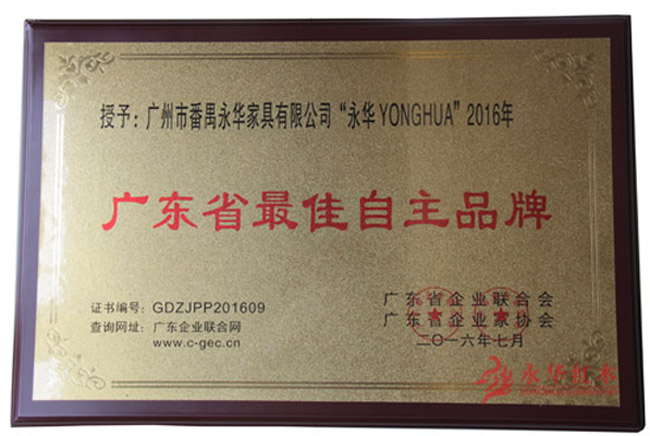 授予：广州市番禺永华家具有限公司“永华 YONGHUA”2016年
广东省最佳自主品牌
证书编号：GDZJPP201609
查询网址：广东企业联合网
www.c-gec.cn
广东省企业联合会
广东省企业家协会
二〇一六年七月
永华红木